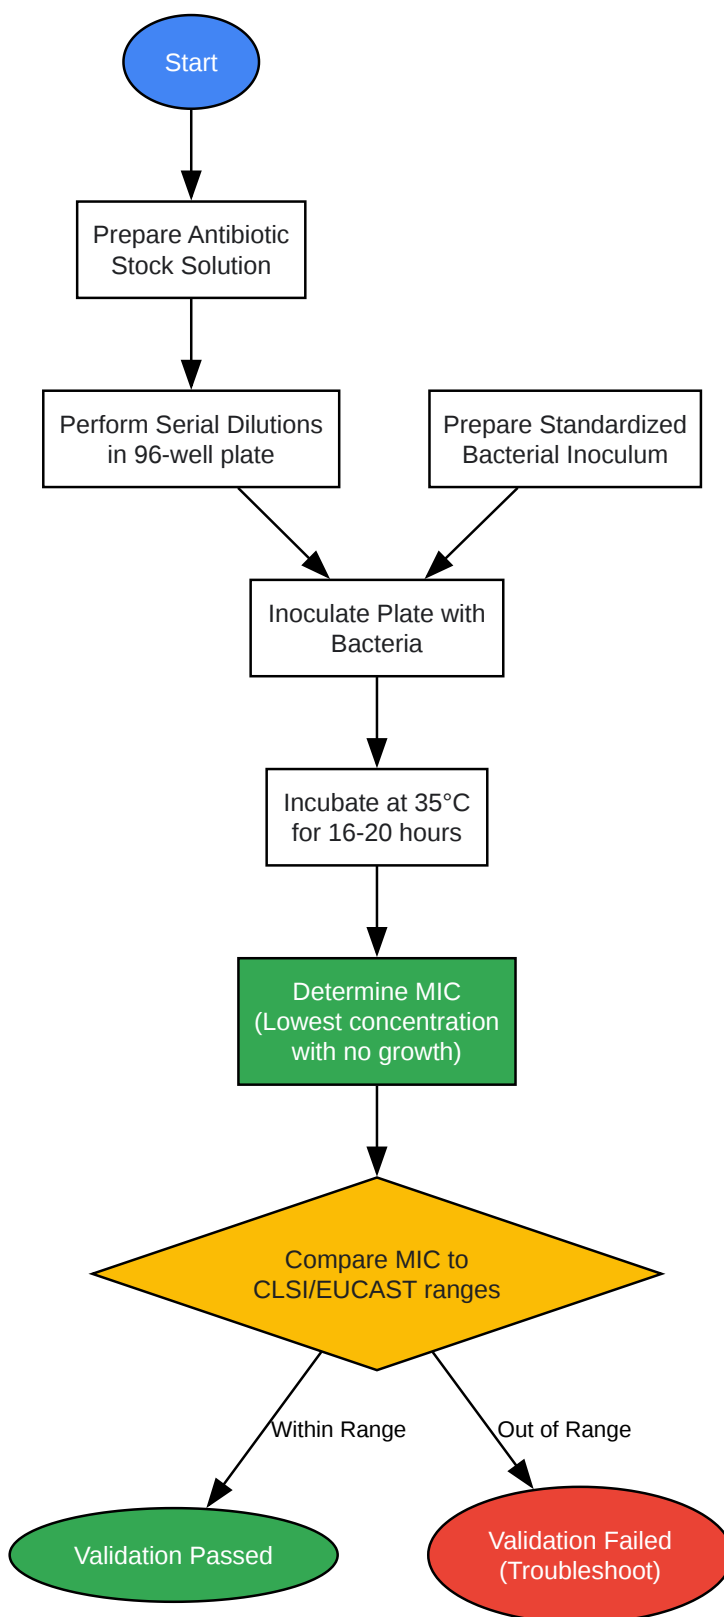 Start
Prepare Antibiotic
Stock Solution
Perform Serial Dilutions
in 96-well plate
Prepare Standardized
Bacterial Inoculum
Inoculate Plate with
Bacteria
Incubate at 35°C
for 16-20 hours
Determine MIC
(Lowest concentration
with no growth)
Compare MIC to
CLSI/EUCAST ranges
Within Range
Out of Range
Validation Passed
Validation Failed
(Troubleshoot)